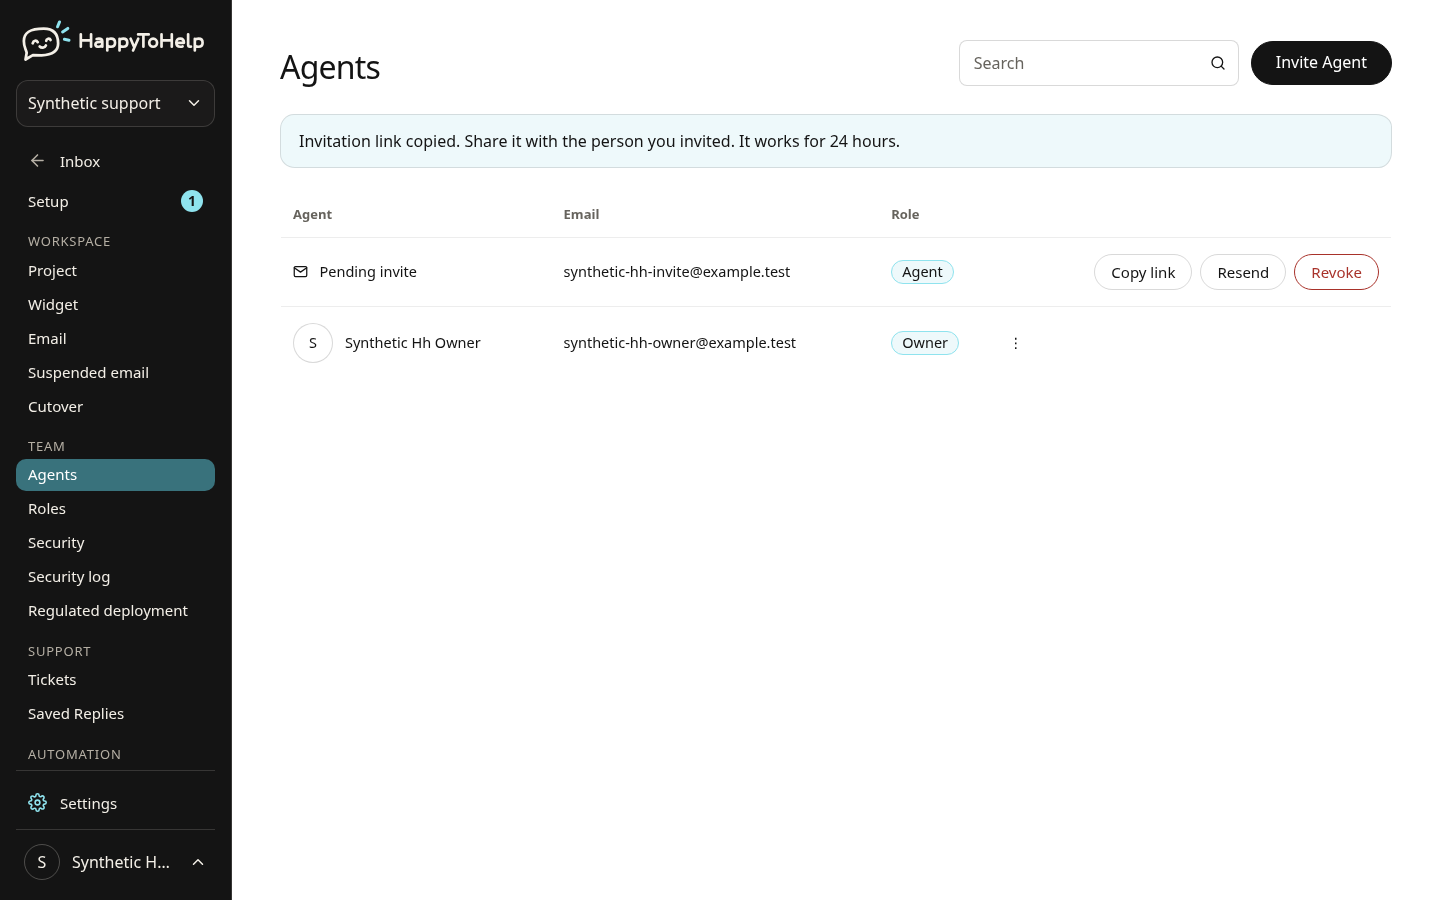 HappyToHelp
Synthetic support
Inbox
Setup 1
WORKSPACE
Project
Widget
Email
Suspended email
Cutover
TEAM
Agents
Roles
Security
Security log
Regulated deployment
SUPPORT
Tickets
Saved Replies
AUTOMATION
Settings
S Synthetic H...
Agents
Search
Invite Agent
Invitation link copied. Share it with the person you invited. It works for 24 hours.
Agent Email Role
Pending invite synthetic-hh-invite@example.test Agent Copy link Resend Revoke
S Synthetic Hh Owner synthetic-hh-owner@example.test Owner